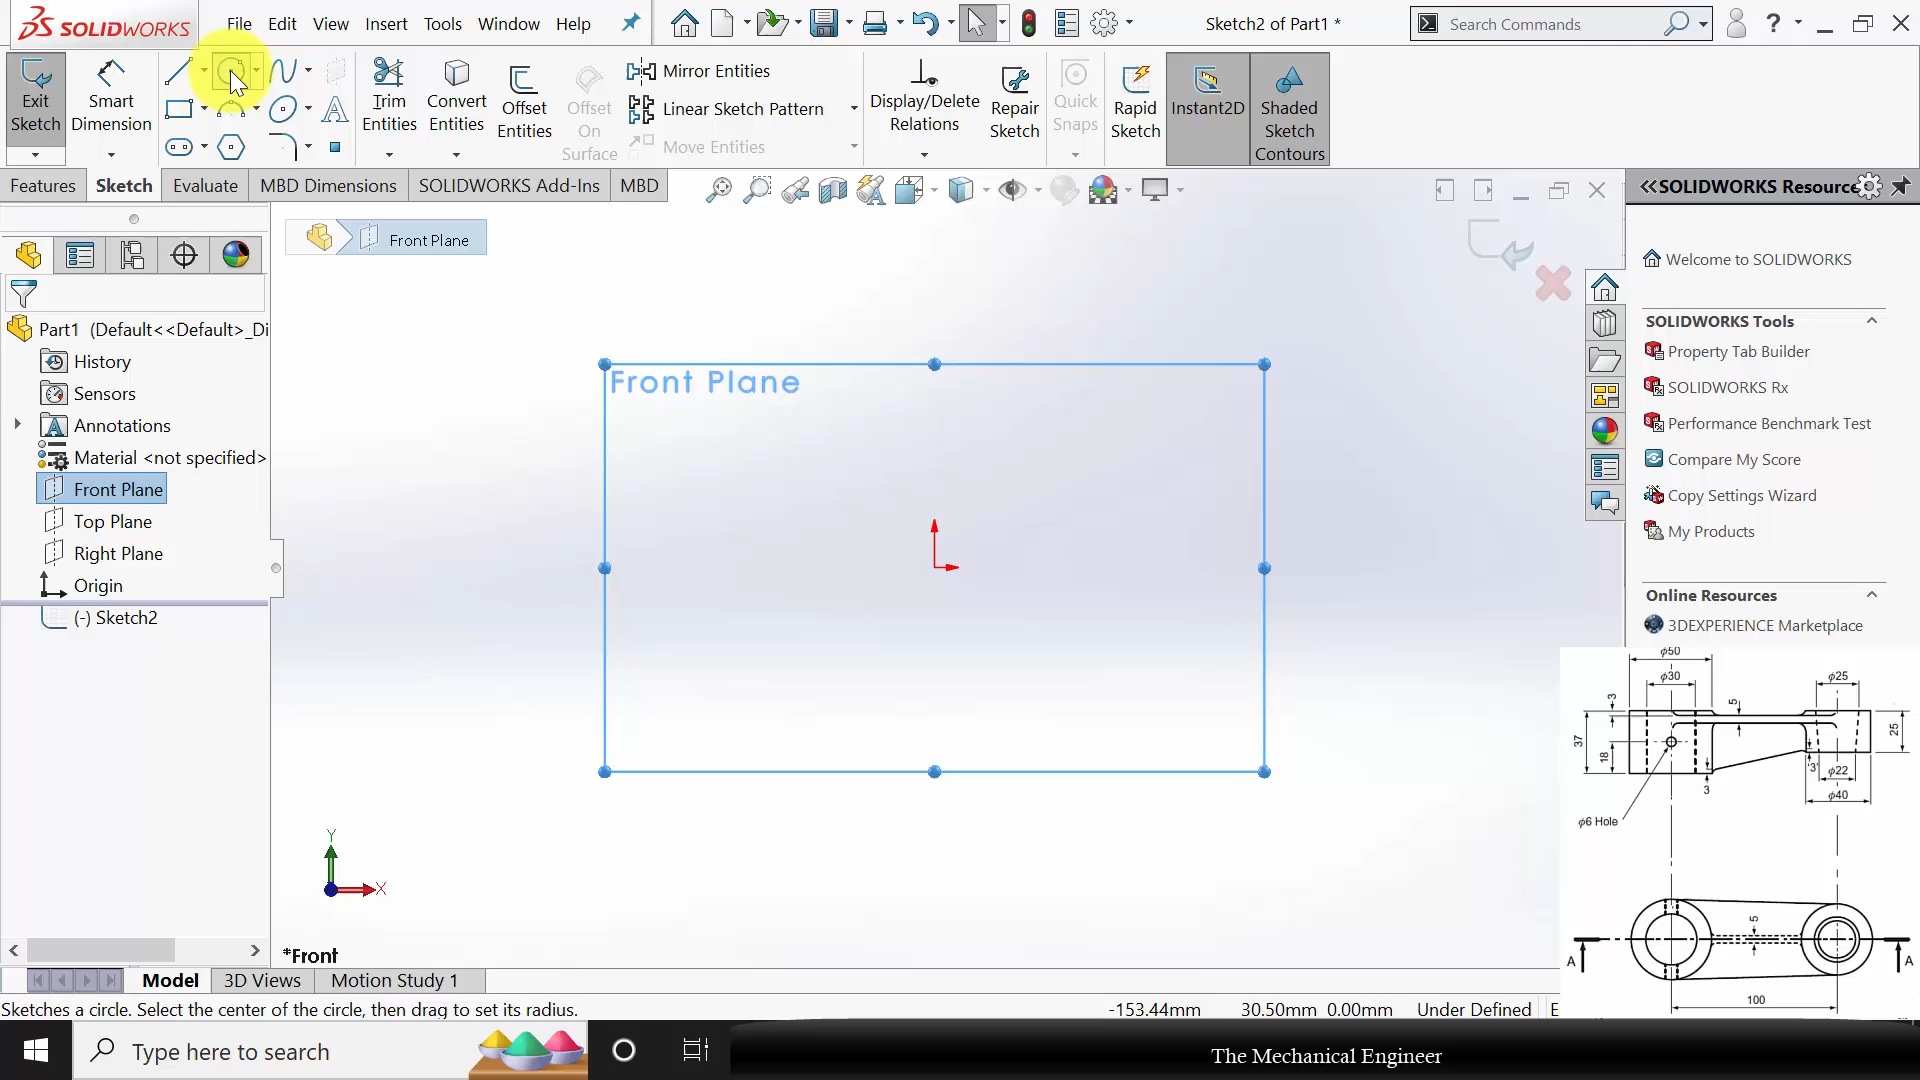 SOLIDWORKS
File Edit View Insert Tools Window Help
Sketch2 of Part1 *
Search Commands
Exit Sketch
Smart Dimension
Trim Entities
Convert Entities
Offset Entities
Offset On Surface
Mirror Entities
Linear Sketch Pattern
Move Entities
Display/Delete Relations
Repair Sketch
Quick Snaps
Rapid Sketch
Instant2D
Shaded Sketch Contours
Features Sketch Evaluate MBD Dimensions SOLIDWORKS Add-Ins MBD
SOLIDWORKS Resource
Front Plane
Welcome to SOLIDWORKS
SOLIDWORKS Tools
Property Tab Builder
SOLIDWORKS Rx
Performance Benchmark Test
Compare My Score
Copy Settings Wizard
My Products
Online Resources
3DEXPERIENCE Marketplace
Part1 (Default<<Default>_Di
History
Sensors
Annotations
Material <not specified>
Front Plane
Top Plane
Right Plane
Origin
(-) Sketch2
Front Plane
Y
X
*Front
ϕ50
ϕ30
ϕ25
3
5
37
18
25
3
3
ϕ22
ϕ40
ϕ6 Hole
5
A
A
100
Model 3D Views Motion Study 1
Sketches a circle. Select the center of the circle, then drag to set its radius.
-153.44mm 30.50mm 0.00mm Under Defined E
Type here to search
The Mechanical Engineer